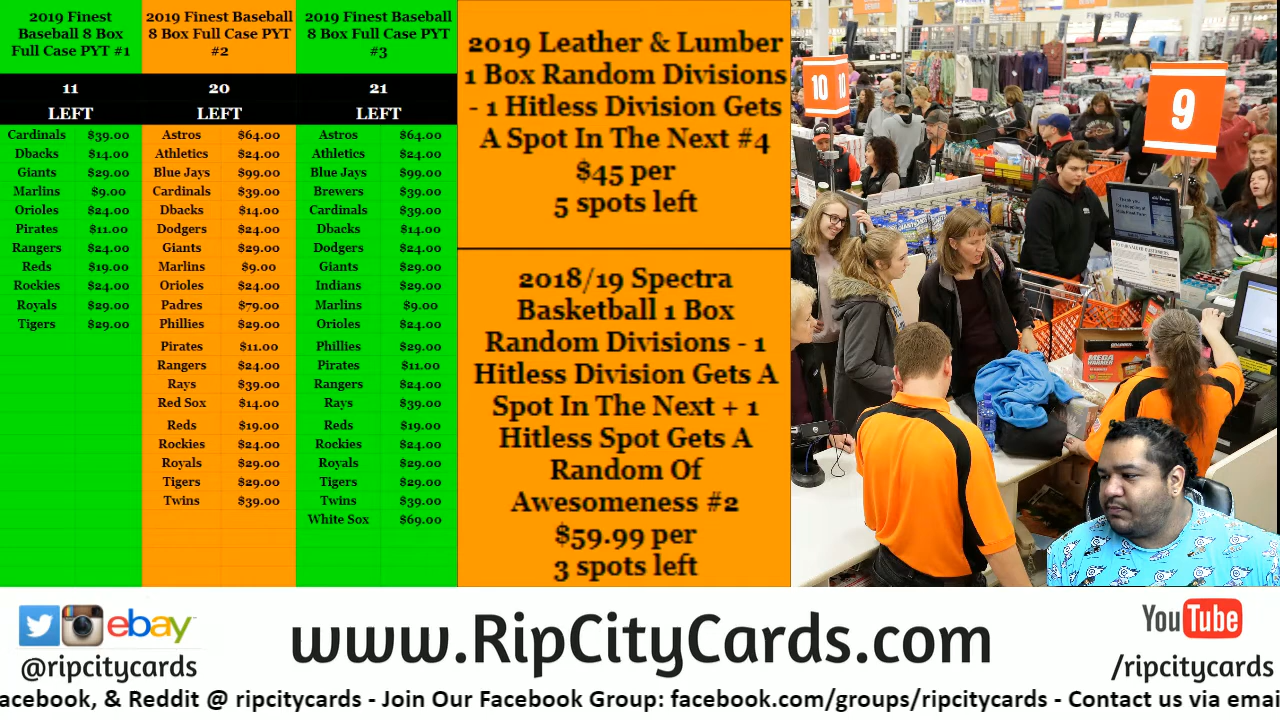 2019 Finest
Baseball 8 Box
Full Case PYT #1
11
LEFT
Cardinals $39.00
Dbacks $14.00
Giants $29.00
Marlins $9.00
Orioles $24.00
Pirates $11.00
Rangers $24.00
Reds $19.00
Rockies $24.00
Royals $29.00
Tigers $29.00
2019 Finest Baseball
8 Box Full Case PYT
#2
20
LEFT
Astros $64.00
Athletics $24.00
Blue Jays $99.00
Cardinals $39.00
Dbacks $14.00
Dodgers $24.00
Giants $29.00
Marlins $9.00
Orioles $24.00
Padres $79.00
Phillies $29.00
Pirates $11.00
Rangers $24.00
Rays $39.00
Red Sox $14.00
Reds $19.00
Rockies $24.00
Royals $29.00
Tigers $29.00
Twins $39.00
2019 Finest Baseball
8 Box Full Case PYT
#3
21
LEFT
Astros $64.00
Athletics $24.00
Blue Jays $99.00
Brewers $39.00
Cardinals $39.00
Dbacks $14.00
Dodgers $24.00
Giants $29.00
Indians $29.00
Marlins $9.00
Orioles $24.00
Phillies $29.00
Pirates $11.00
Rangers $24.00
Rays $39.00
Reds $19.00
Rockies $24.00
Royals $29.00
Tigers $29.00
Twins $39.00
White Sox $69.00
2019 Leather & Lumber
1 Box Random Divisions
- 1 Hitless Division Gets
A Spot In The Next #4
$45 per
5 spots left
2018/19 Spectra
Basketball 1 Box
Random Divisions - 1
Hitless Division Gets A
Spot In The Next + 1
Hitless Spot Gets A
Random Of
Awesomeness #2
$59.99 per
3 spots left
10 10
9
MEGA
WARMER
ebay
@ripcitycards
www.RipCityCards.com
YouTube
/ripcitycards
acebook, & Reddit @ ripcitycards - Join Our Facebook Group: facebook.com/groups/ripcitycards - Contact us via emai